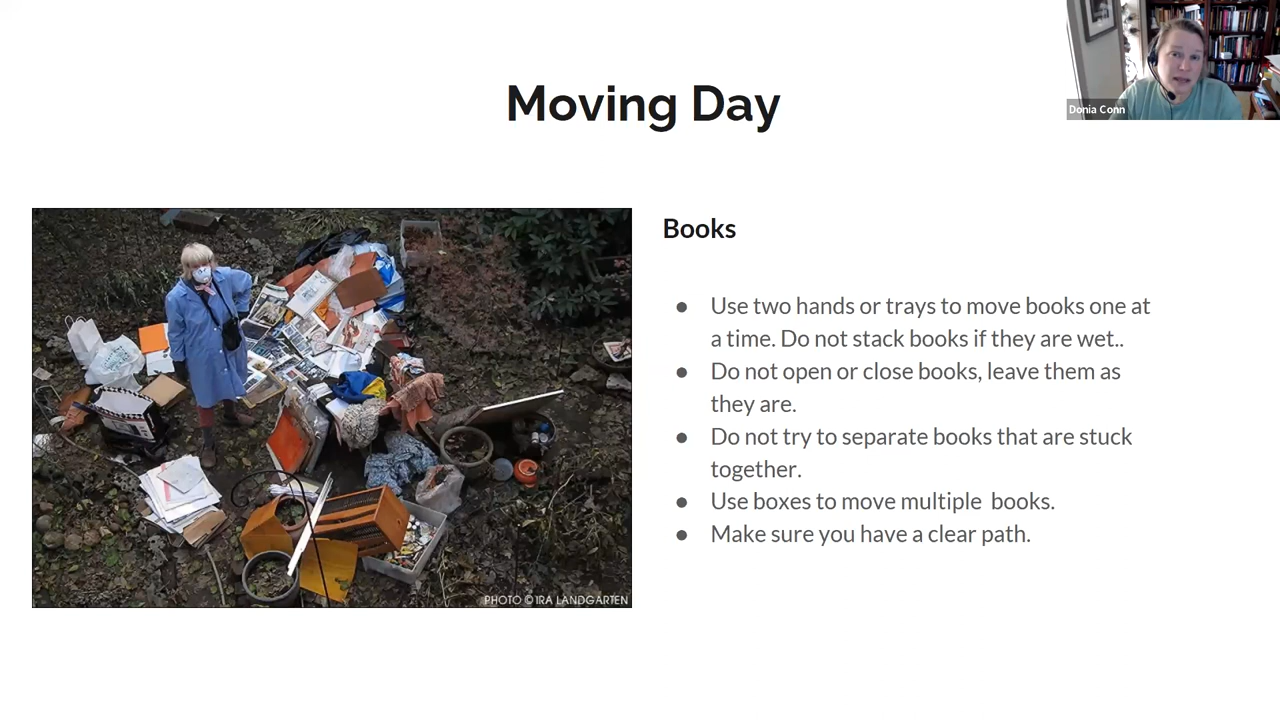 Moving Day
Donia Conn
Books
● Use two hands or trays to move books one at
a time. Do not stack books if they are wet..
● Do not open or close books, leave them as
they are.
● Do not try to separate books that are stuck
together.
● Use boxes to move multiple  books.
● Make sure you have a clear path.
PHOTO © IRA LANDGARTEN